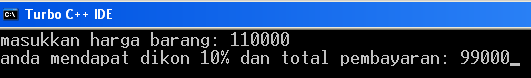 Turbo C++ IDE
masukkan harga barang: 110000
anda mendapat dikon 10% dan total pembayaran: 99000_